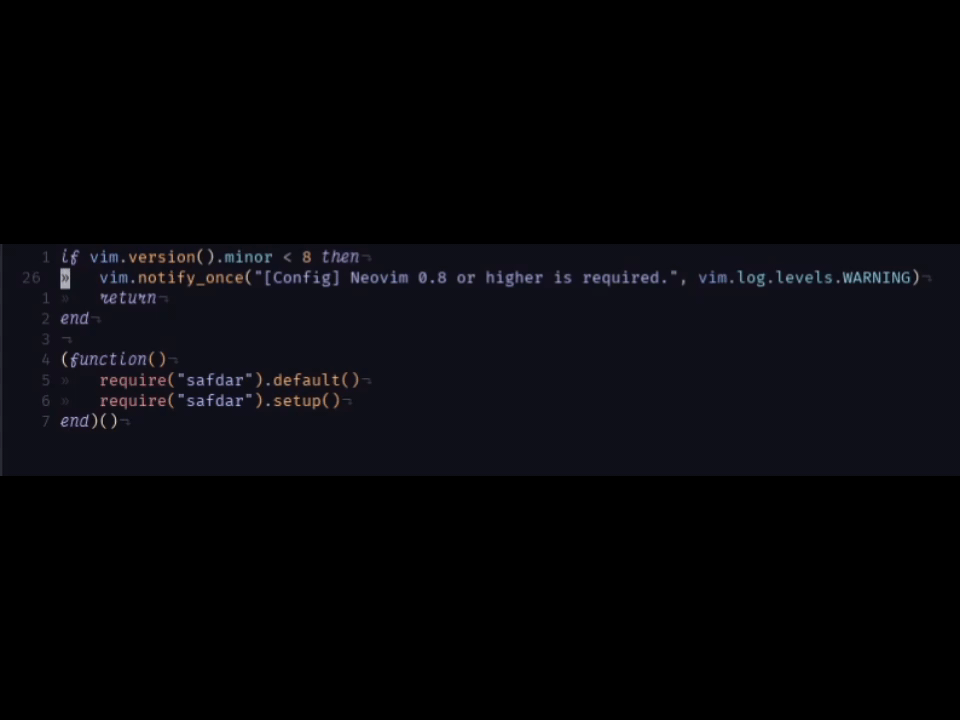 1 if vim.version().minor < 8 then¬
26 »   vim.notify_once("[Config] Neovim 0.8 or higher is required.", vim.log.levels.WARNING)¬
1 »   return¬
2 end¬
3 ¬
4 (function()¬
5 »   require("safdar").default()¬
6 »   require("safdar").setup()¬
7 end)()¬